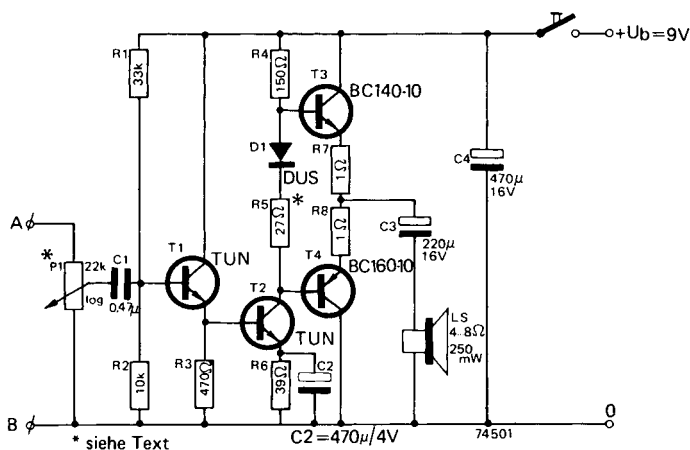 +Ub=9V
R1
33k
R4
150Ω
T3
BC140-10
D1
DUS
R7
1Ω
C4
470µ
16V
R5
27Ω
*
R8
1Ω
C3
220µ
16V
A
*
P1
22k
log
C1
0,47µ
T1
TUN
T2
TUN
T4
BC160-10
LS
4...8Ω
250
mW
R2
10k
R3
470Ω
R6
39Ω
C2
B
0
* siehe Text
C2=470µ/4V
74501